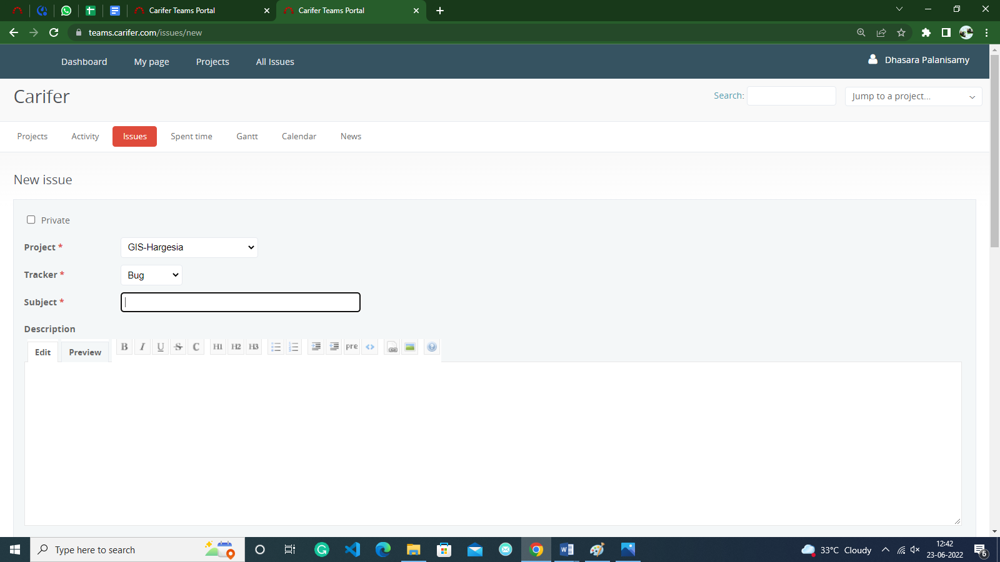 Carifer Teams Portal
Carifer Teams Portal
teams.carifer.com/issues/new
Dashboard My page Projects All Issues
Dhasara Palanisamy
Carifer
Search:
Jump to a project...
Projects Activity Issues Spent time Gantt Calendar News
New issue
Private
Project *
GIS-Hargesia
Tracker *
Bug
Subject *
Description
Edit Preview B I U S C H1 H2 H3 pre <>
Type here to search
33°C Cloudy
12:42
23-06-2022
6